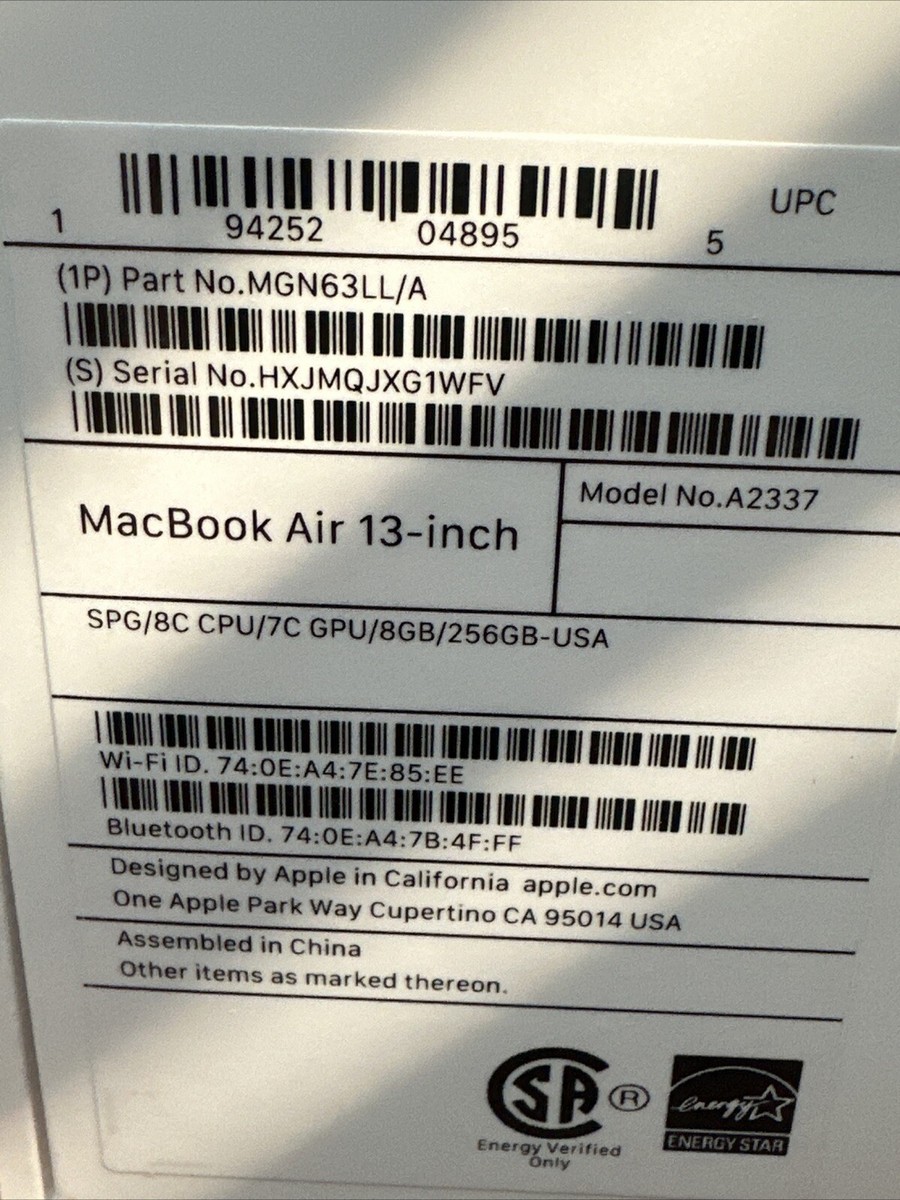 1 94252 04895 5 UPC
(1P) Part No.MGN63LL/A
(S) Serial No.HXJMQJXG1WFV
MacBook Air 13-inch
Model No.A2337
SPG/8C CPU/7C GPU/8GB/256GB-USA
Wi-Fi ID. 74:0E:A4:7E:85:EE
Bluetooth ID. 74:0E:A4:7B:4F:FF
Designed by Apple in California apple.com
One Apple Park Way Cupertino CA 95014 USA
Assembled in China
Other items as marked thereon.
SA ®
Energy Verified
Only
energy
ENERGY STAR